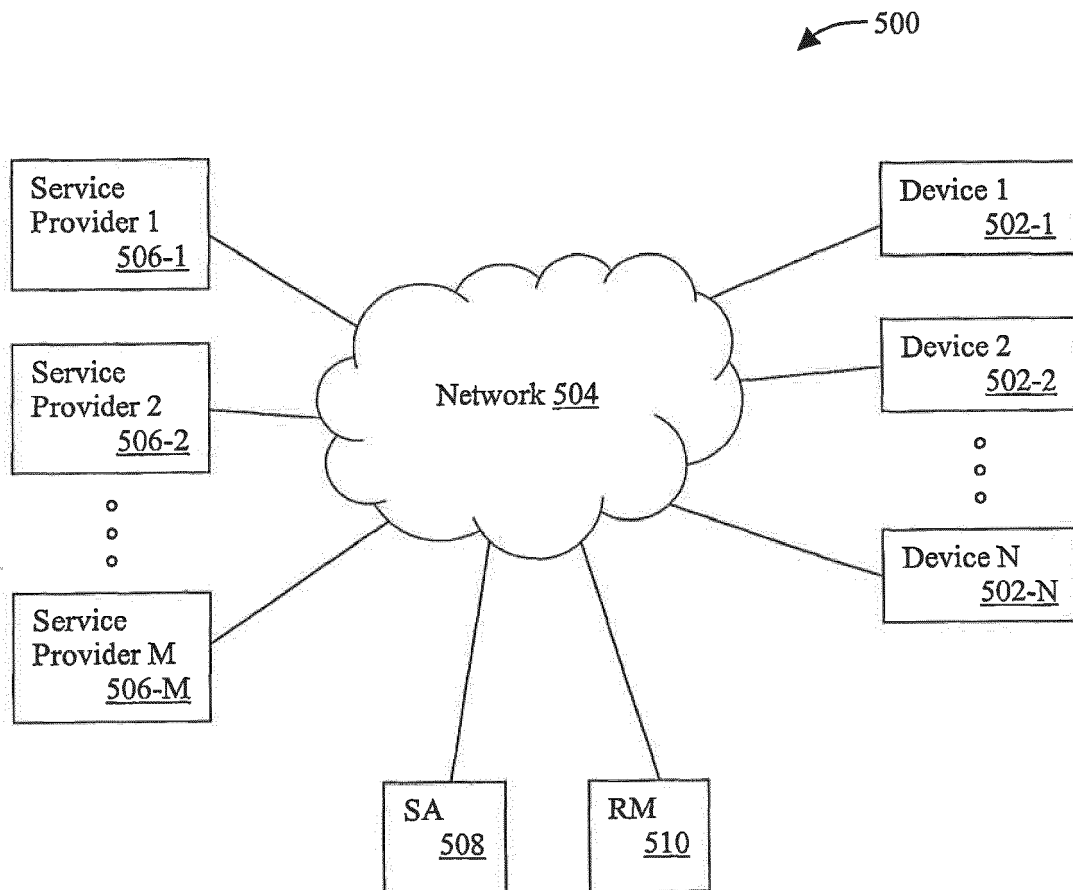 500
Service
Provider 1
506-1
Device 1
502-1
Service
Provider 2
506-2
Network 504
Device 2
502-2
Service
Provider M
506-M
Device N
502-N
SA
508
RM
510